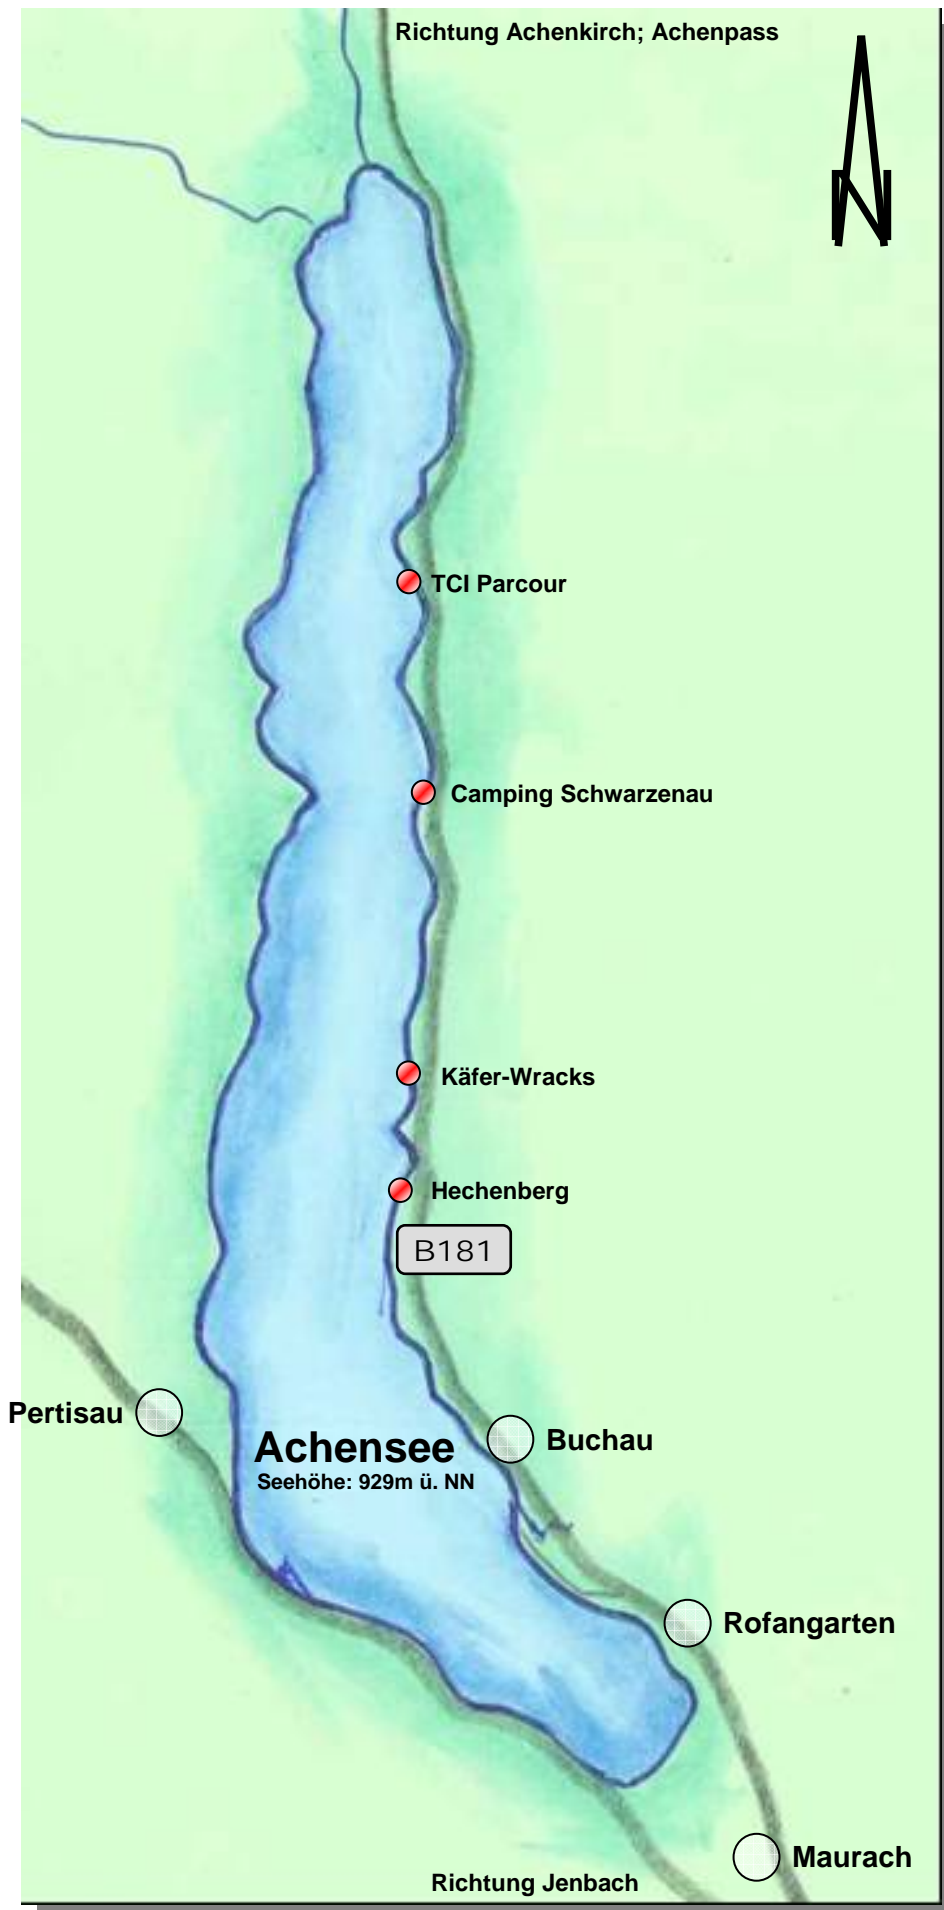 Richtung Achenkirch; Achenpass
N
TCI Parcour
Camping Schwarzenau
Käfer-Wracks
Hechenberg
B181
Pertisau
Achensee
Buchau
Seehöhe: 929m ü. NN
Rofangarten
Maurach
Richtung Jenbach